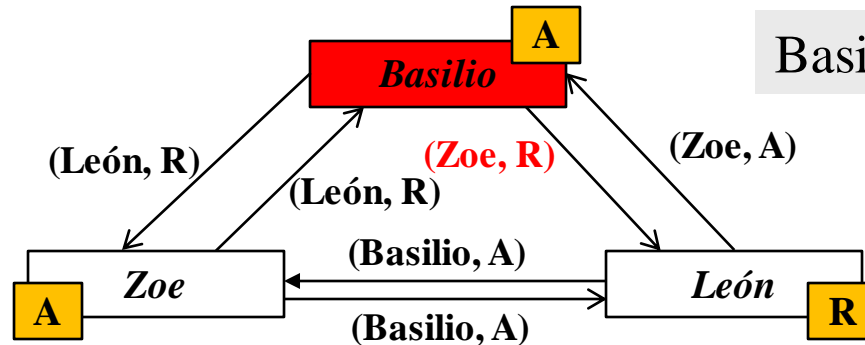 A
Basilio
Basi
(León, R)
(Zoe, R)
(Zoe, A)
(León, R)
Zoe
(Basilio, A)
León
A
R
(Basilio, A)